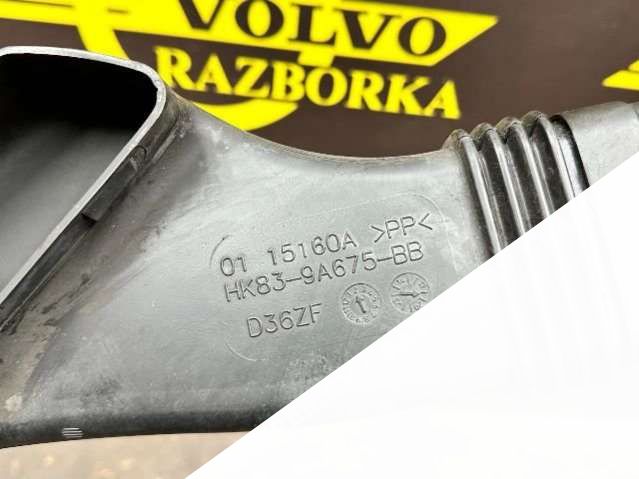 VOLVO
RAZBORKA
01 15160A >PP<
HK83-9A675-BB
D36ZF